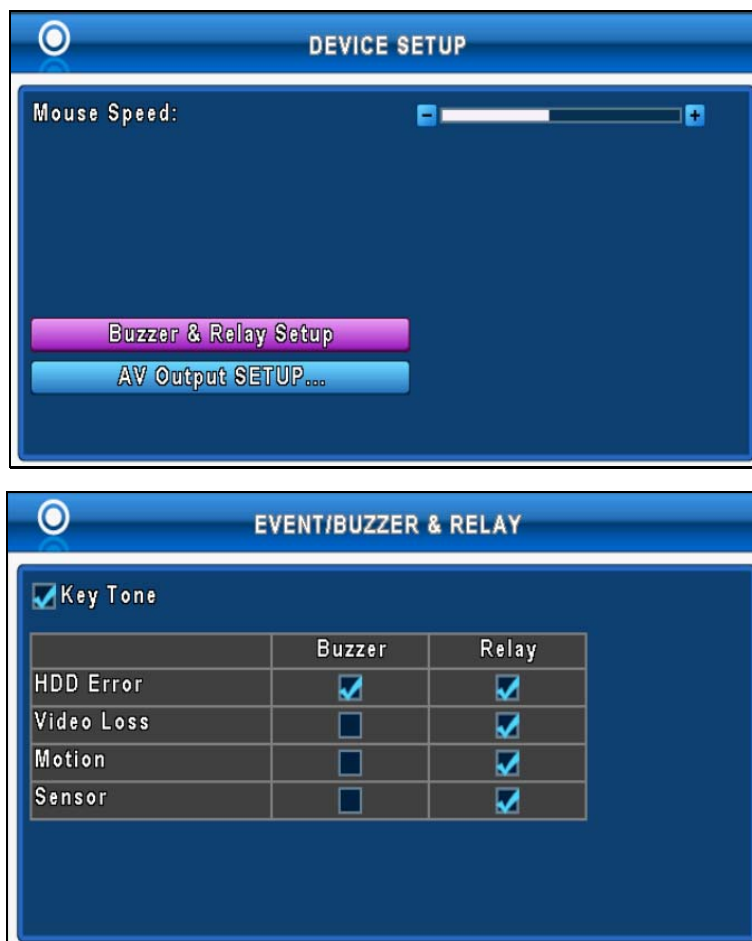 DEVICE SETUP
Mouse Speed:
Buzzer & Relay Setup
AV Output SETUP...
EVENT/BUZZER & RELAY
Key Tone
Buzzer Relay
HDD Error
Video Loss
Motion
Sensor